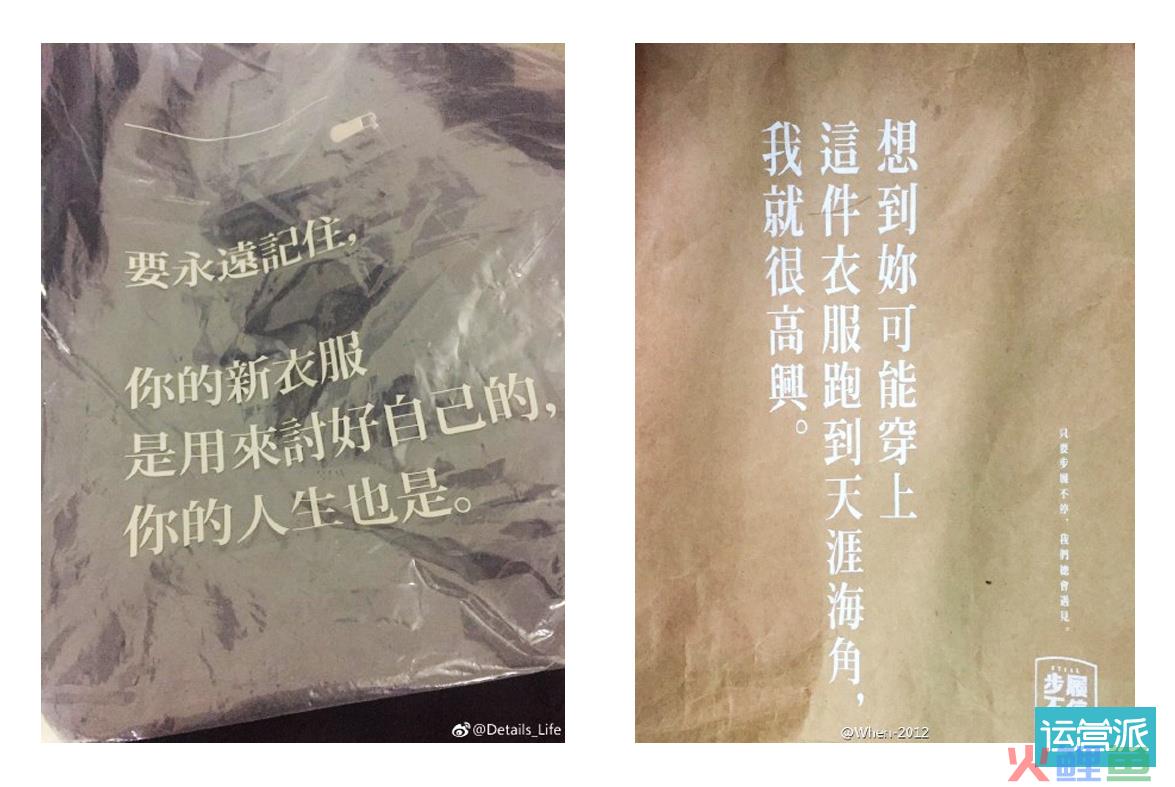 要永遠記住，
你的新衣服
是用來討好自己的，
你的人生也是。
@Details_Life
想到妳可能穿上
這件衣服跑到天涯海角，
我就很高興。
只要步履不停，我們總會遇見。
步履
@When-2012
运营派
火鲤鱼